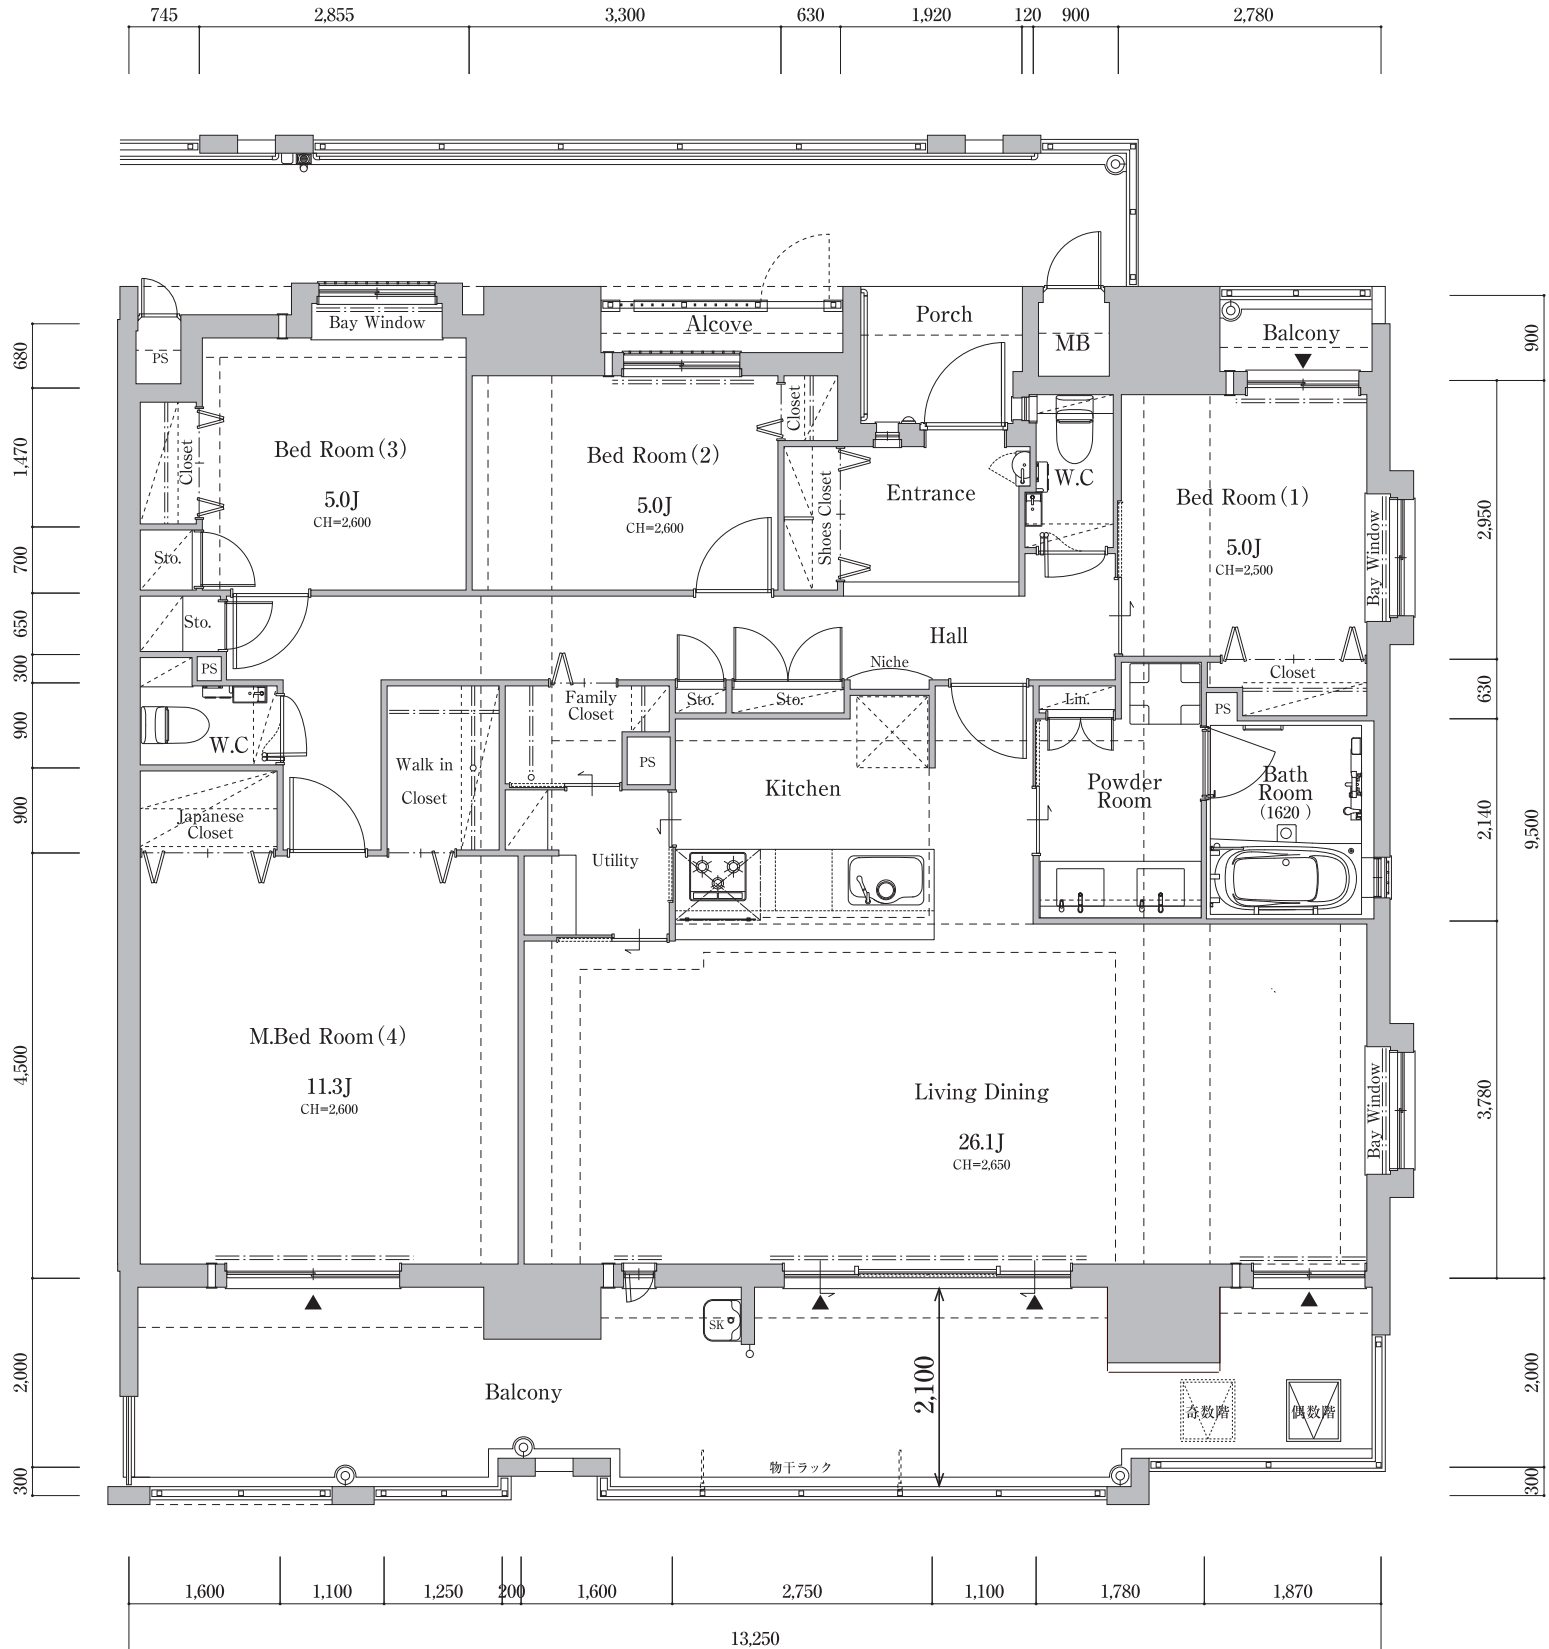 745
2,855
3,300
630
1,920
120
900
2,780
Bay Window
Alcove
Porch
MB
Balcony
PS
680
1,470
700
650
300
900
900
4,500
2,000
300
900
2,950
630
2,140
3,780
9,500
2,000
300
Closet
Bed Room(3)
5.0J
CH=2,600
Sto.
Bed Room(2)
5.0J
CH=2,600
Closet
Shoes Closet
Entrance
W.C
Bed Room(1)
5.0J
CH=2,500
Bay Window
Sto.
PS
Hall
Niche
Closet
W.C
Family
Closet
Sto.
Sto.
Lin.
PS
Walk in
Closet
PS
Kitchen
Powder
Room
Bath
Room
(1620 )
Japanese
Closet
Utility
M.Bed Room(4)
11.3J
CH=2,600
Living Dining
26.1J
CH=2,650
Bay Window
SK
Balcony
2,100
奇数階
偶数階
物干ラック
1,600
1,100
1,250
200
1,600
2,750
1,100
1,780
1,870
13,250